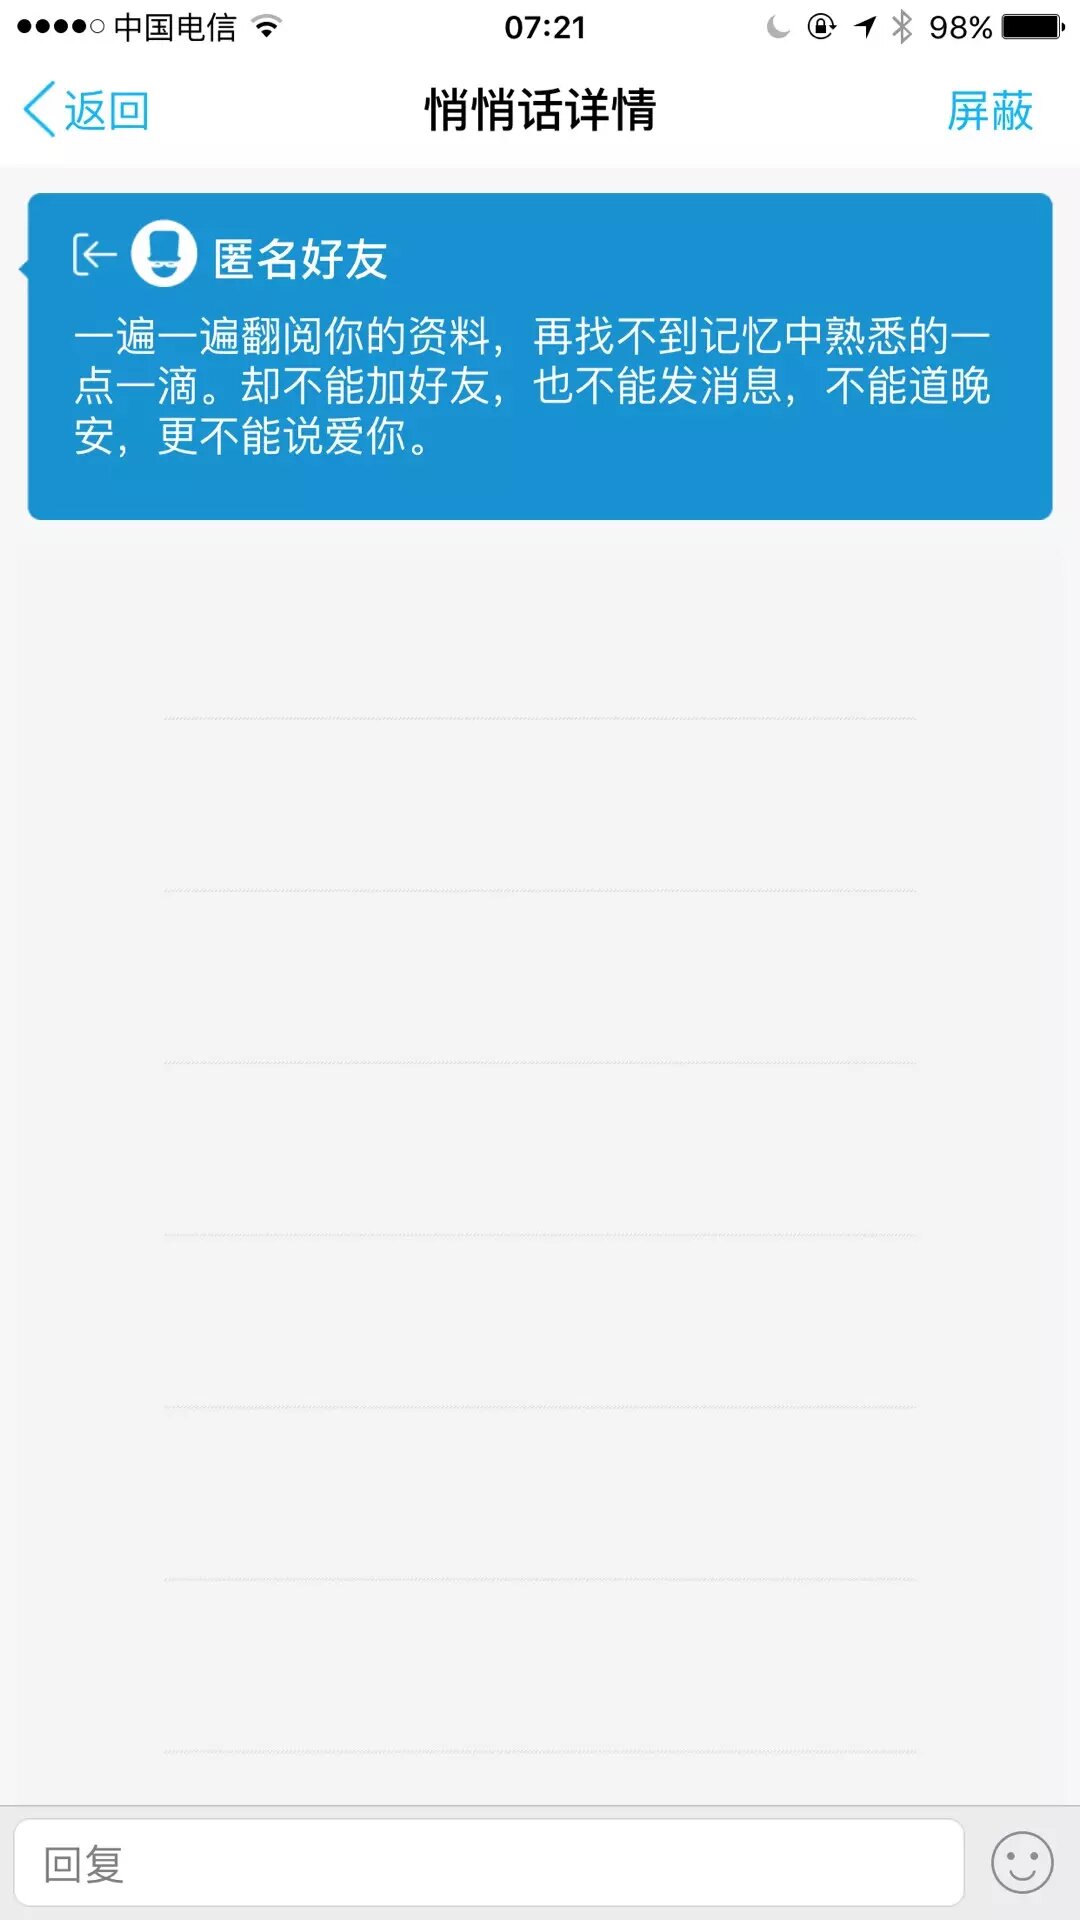 中国电信 07:21 98%
返回 悄悄话详情 屏蔽
匿名好友
一遍一遍翻阅你的资料，再找不到记忆中熟悉的一
点一滴。却不能加好友，也不能发消息，不能道晚
安，更不能说爱你。
回复